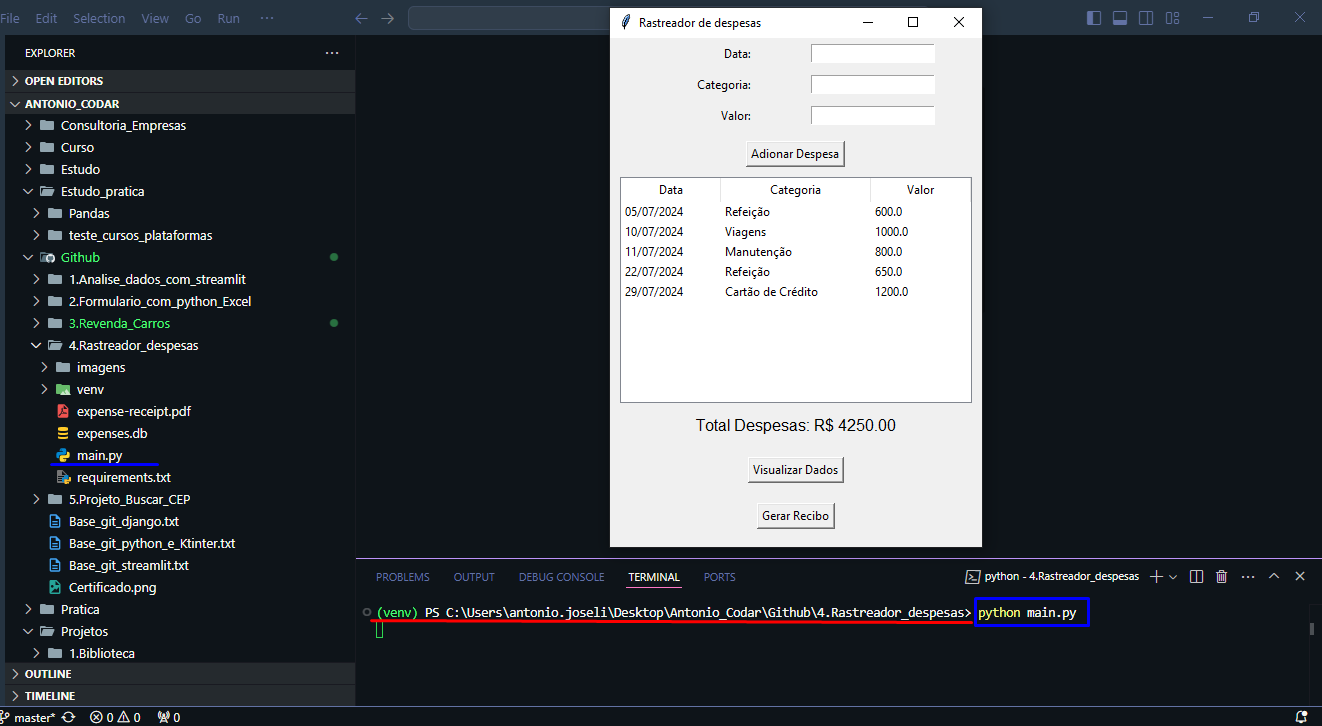 File Edit Selection View Go Run ···
EXPLORER ···
OPEN EDITORS
ANTONIO_CODAR
Consultoria_Empresas
Curso
Estudo
Estudo_pratica
Pandas
teste_cursos_plataformas
Github
1.Analise_dados_com_streamlit
2.Formulario_com_python_Excel
3.Revenda_Carros
4.Rastreador_despesas
imagens
venv
expense-receipt.pdf
expenses.db
main.py
requirements.txt
5.Projeto_Buscar_CEP
Base_git_django.txt
Base_git_python_e_Ktinter.txt
Base_git_streamlit.txt
Certificado.png
Pratica
Projetos
1.Biblioteca
OUTLINE
TIMELINE
Rastreador de despesas
Data:
Categoria:
Valor:
Adionar Despesa
Data Categoria Valor
05/07/2024 Refeição 600.0
10/07/2024 Viagens 1000.0
11/07/2024 Manutenção 800.0
22/07/2024 Refeição 650.0
29/07/2024 Cartão de Crédito 1200.0
Total Despesas: R$ 4250.00
Visualizar Dados
Gerar Recibo
PROBLEMS OUTPUT DEBUG CONSOLE TERMINAL PORTS python - 4.Rastreador_despesas ···
(venv) PS C:\Users\antonio.joseli\Desktop\Antonio_Codar\Github\4.Rastreador_despesas> python main.py
master* 0 0 0